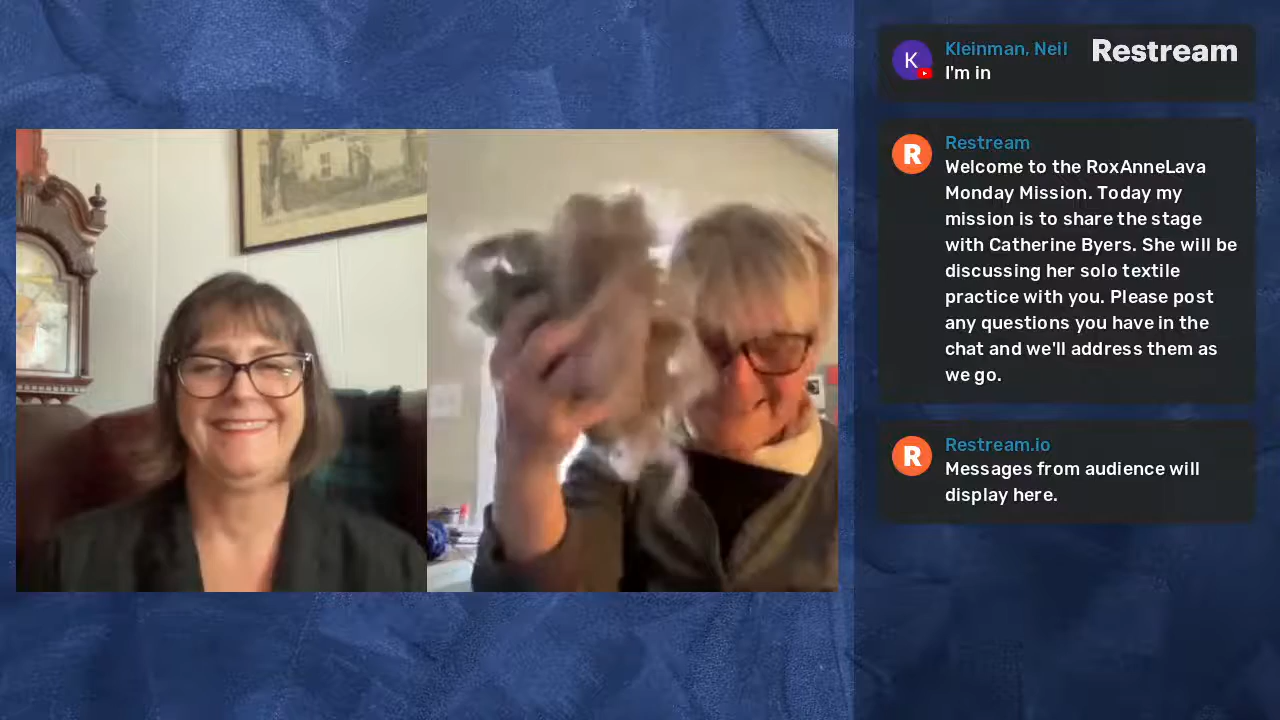 Kleinman, Neil
I'm in
Restream
Restream
Welcome to the RoxAnneLava
Monday Mission. Today my
mission is to share the stage
with Catherine Byers. She will be
discussing her solo textile
practice with you. Please post
any questions you have in the
chat and we'll address them as
we go.
Restream.io
Messages from audience will
display here.